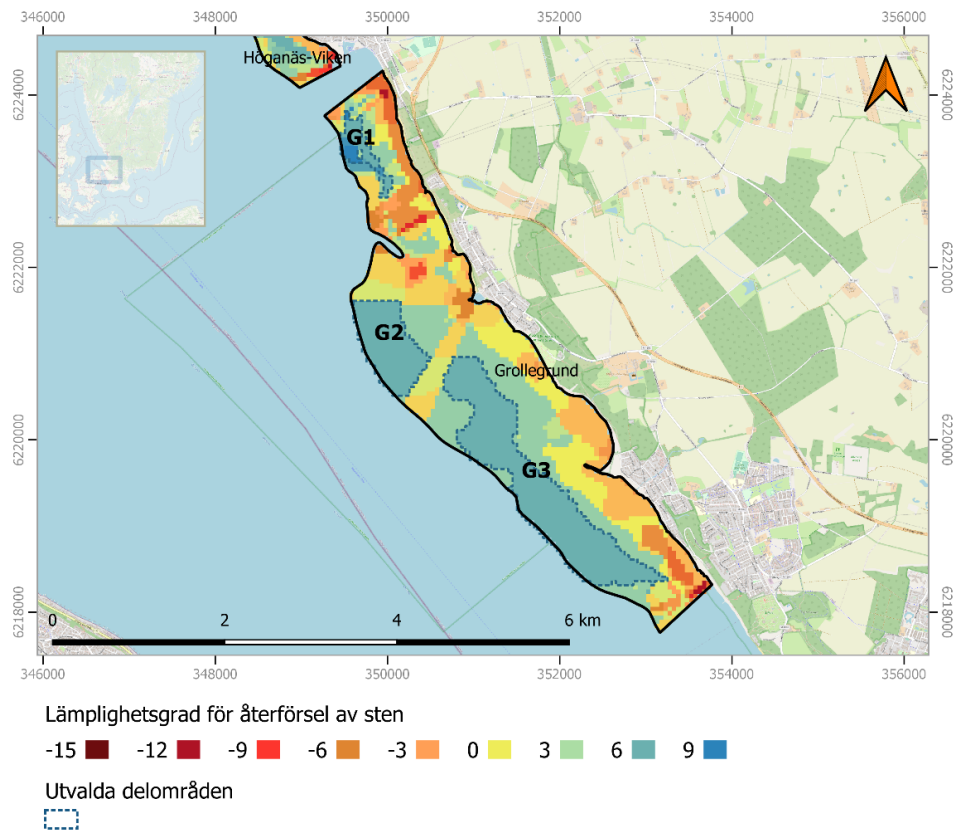 346000 348000 350000 352000 354000 356000
Höganäs-Viken
6224000 6224000
G1
6222000 6222000
G2
Grollegrund
6220000 6220000
G3
6218000 6218000
0 2 4 6 km
346000 348000 350000 352000 354000 356000
Lämplighetsgrad för återförsel av sten
-15 -12 -9 -6 -3 0 3 6 9
Utvalda delområden